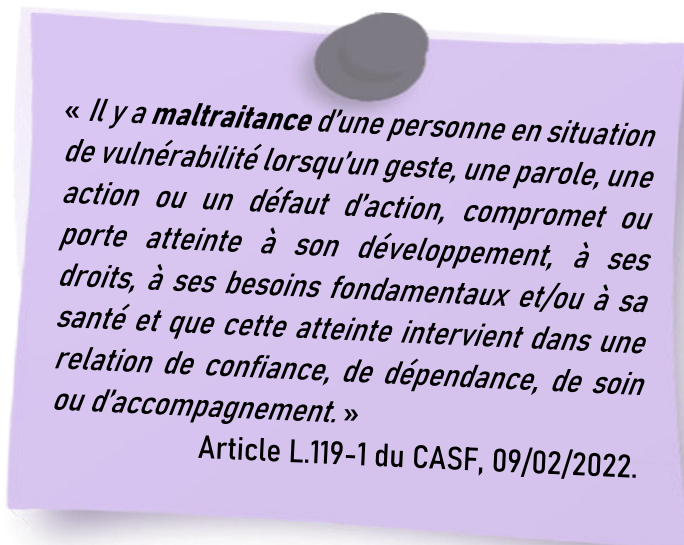 « Il y a maltraitance d'une personne en situation
de vulnérabilité lorsqu'un geste, une parole, une
action ou un défaut d'action, compromet ou
porte atteinte à son développement, à ses
droits, à ses besoins fondamentaux et/ou à sa
santé et que cette atteinte intervient dans une
relation de confiance, de dépendance, de soin
ou d'accompagnement. »
Article L.119-1 du CASF, 09/02/2022.